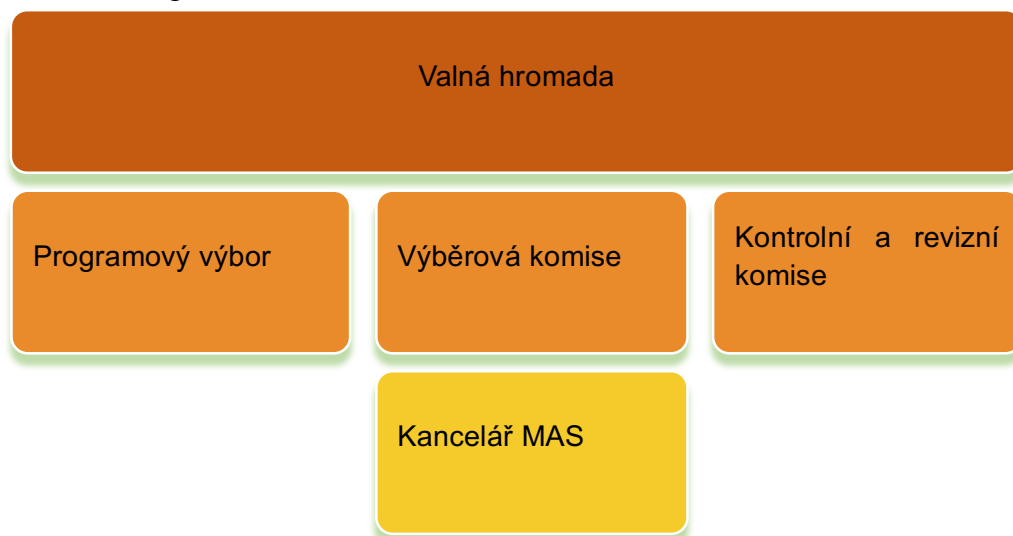 Valná hromada
Programový výbor
Výběrová komise
Kontrolní a revizní
komise
Kancelář MAS